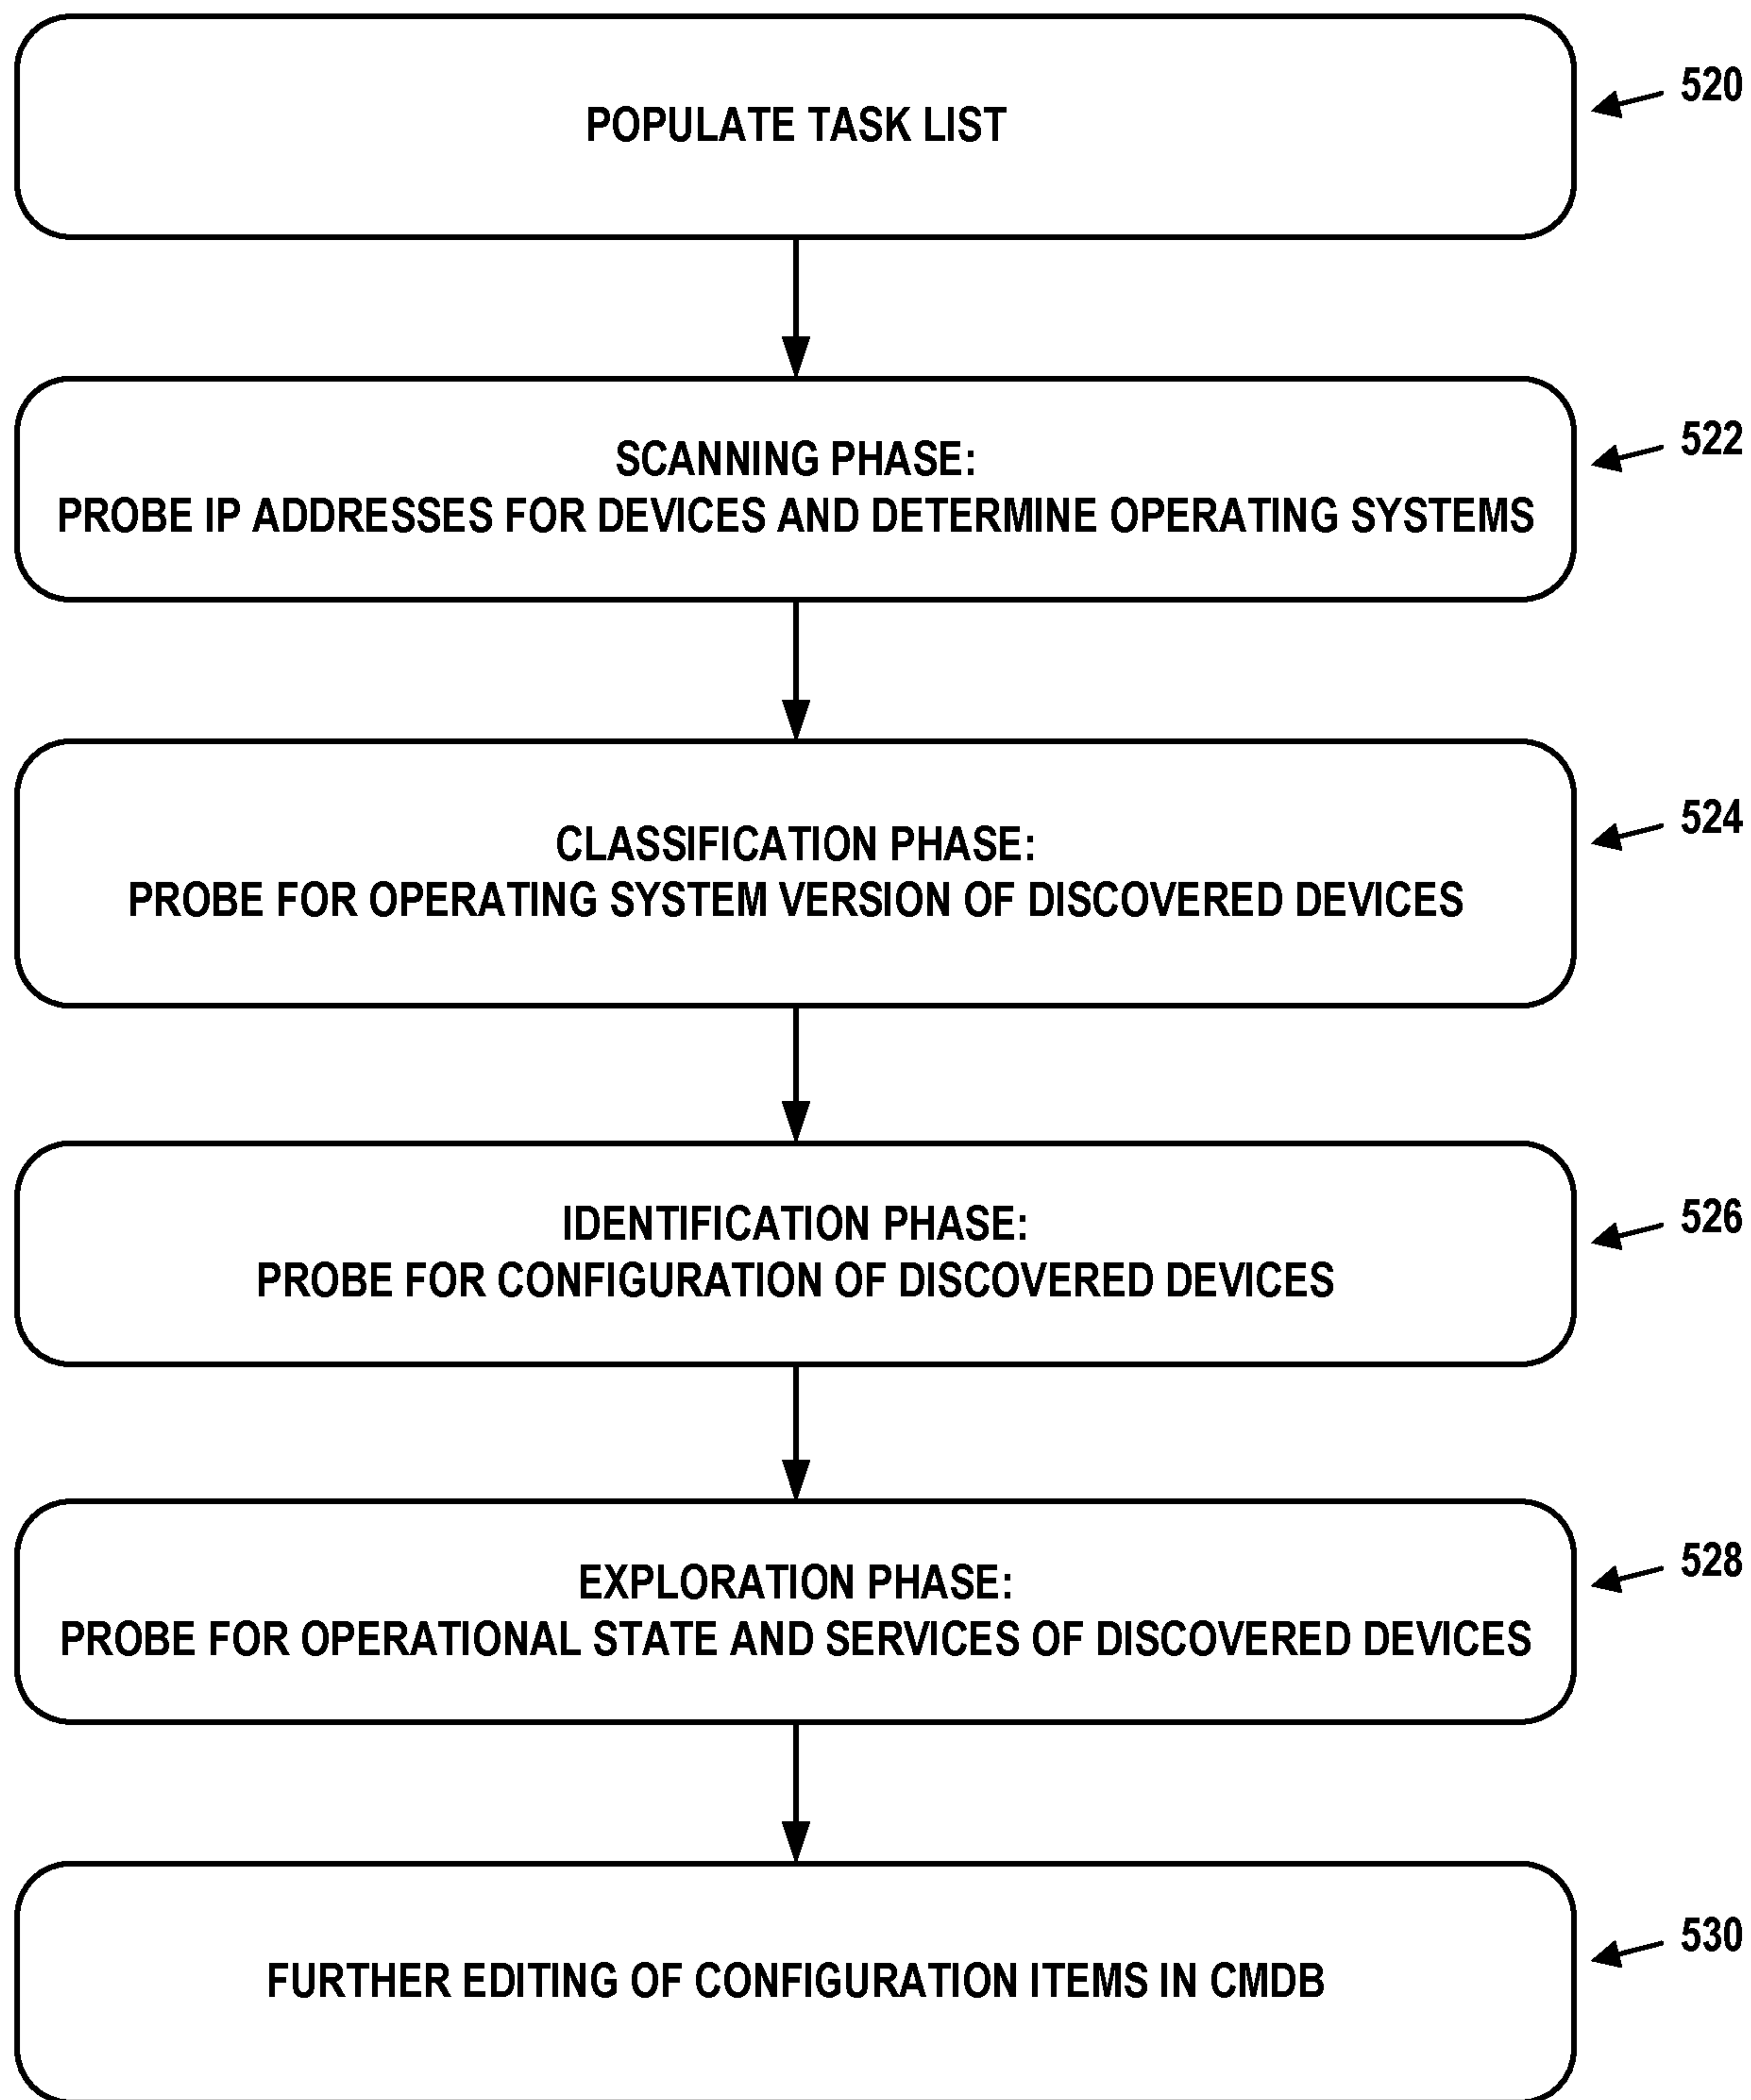 POPULATE TASK LIST
520
SCANNING PHASE:
PROBE IP ADDRESSES FOR DEVICES AND DETERMINE OPERATING SYSTEMS
522
CLASSIFICATION PHASE:
PROBE FOR OPERATING SYSTEM VERSION OF DISCOVERED DEVICES
524
IDENTIFICATION PHASE:
PROBE FOR CONFIGURATION OF DISCOVERED DEVICES
526
EXPLORATION PHASE:
PROBE FOR OPERATIONAL STATE AND SERVICES OF DISCOVERED DEVICES
528
FURTHER EDITING OF CONFIGURATION ITEMS IN CMDB
530